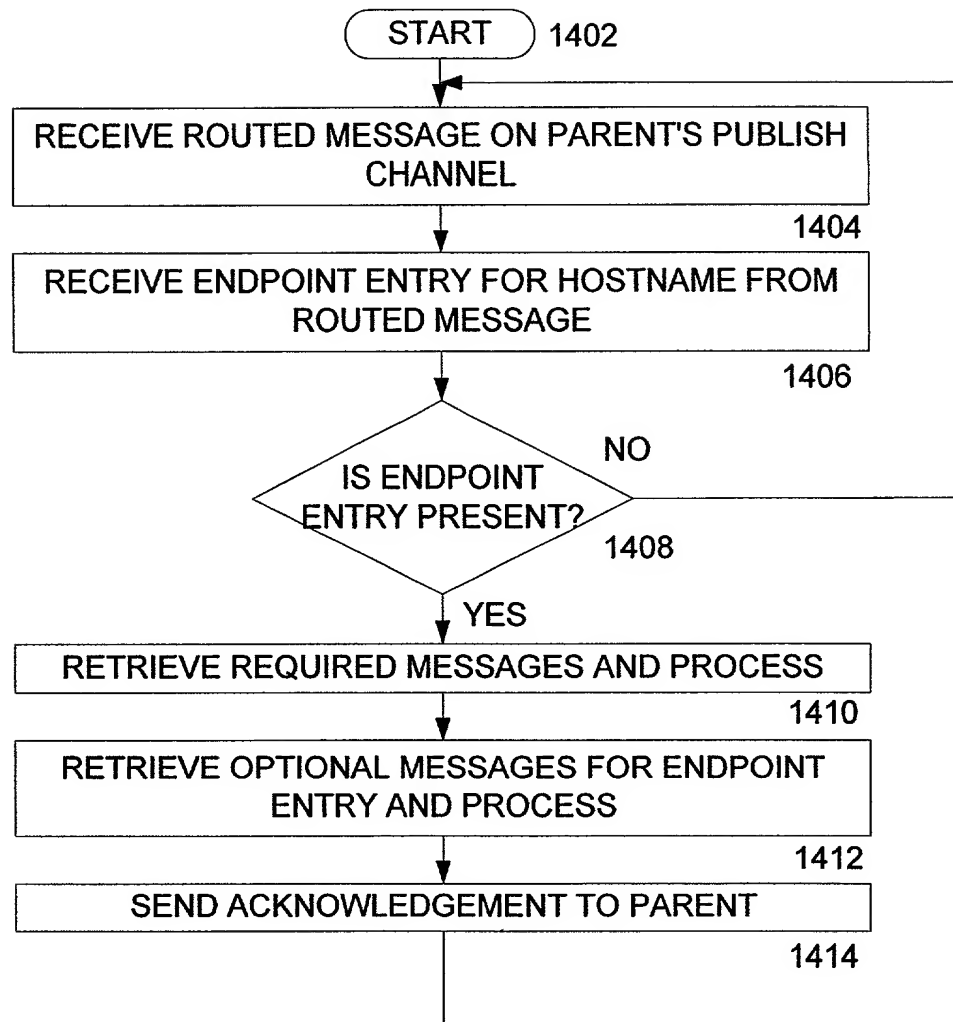 START 1402
RECEIVE ROUTED MESSAGE ON PARENT'S PUBLISH
CHANNEL
1404
RECEIVE ENDPOINT ENTRY FOR HOSTNAME FROM
ROUTED MESSAGE
1406
NO
IS ENDPOINT
ENTRY PRESENT?
1408
YES
RETRIEVE REQUIRED MESSAGES AND PROCESS
1410
RETRIEVE OPTIONAL MESSAGES FOR ENDPOINT
ENTRY AND PROCESS
1412
SEND ACKNOWLEDGEMENT TO PARENT
1414